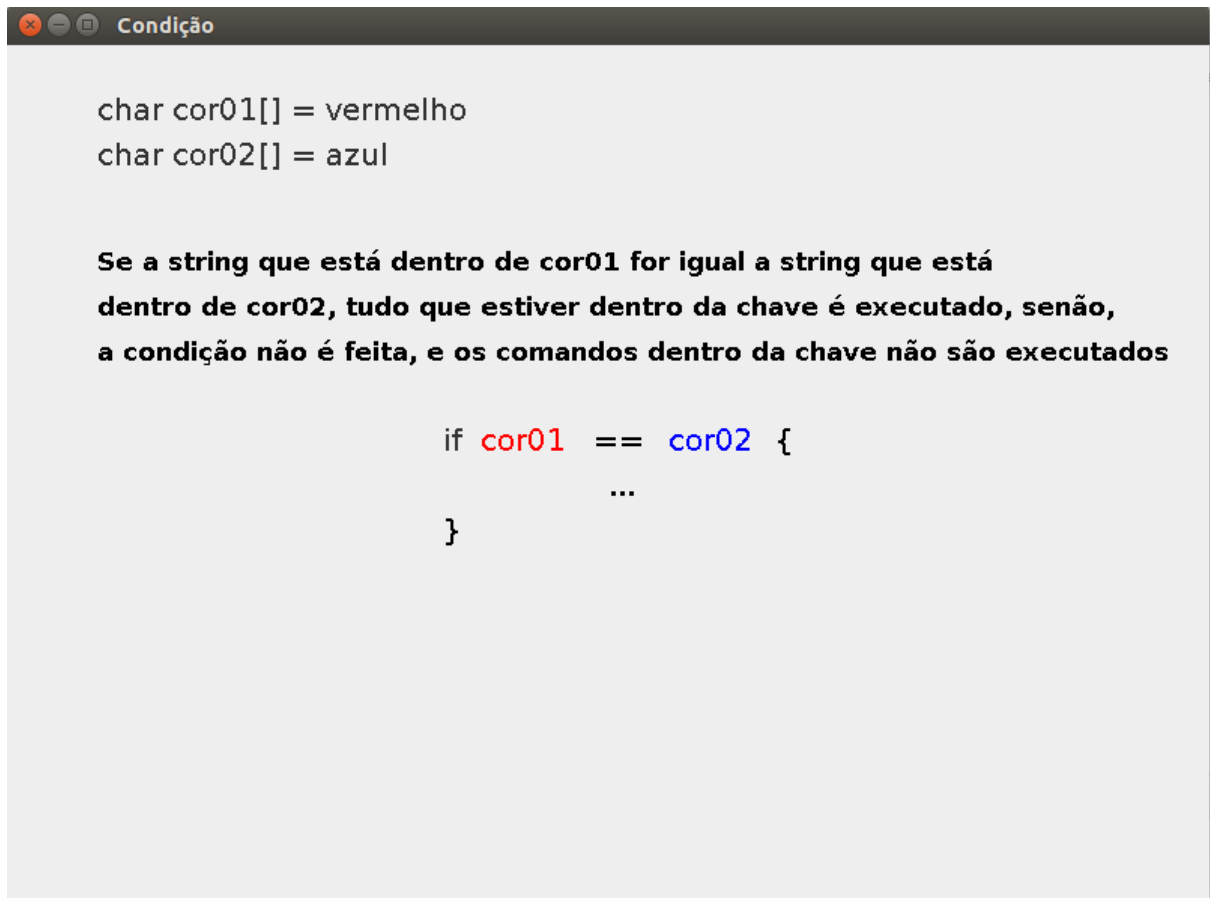 Condição
char cor01[] = vermelho
char cor02[] = azul
Se a string que está dentro de cor01 for igual a string que está
dentro de cor02, tudo que estiver dentro da chave é executado, senão,
a condição não é feita, e os comandos dentro da chave não são executados
if cor01 == cor02 {
...
}